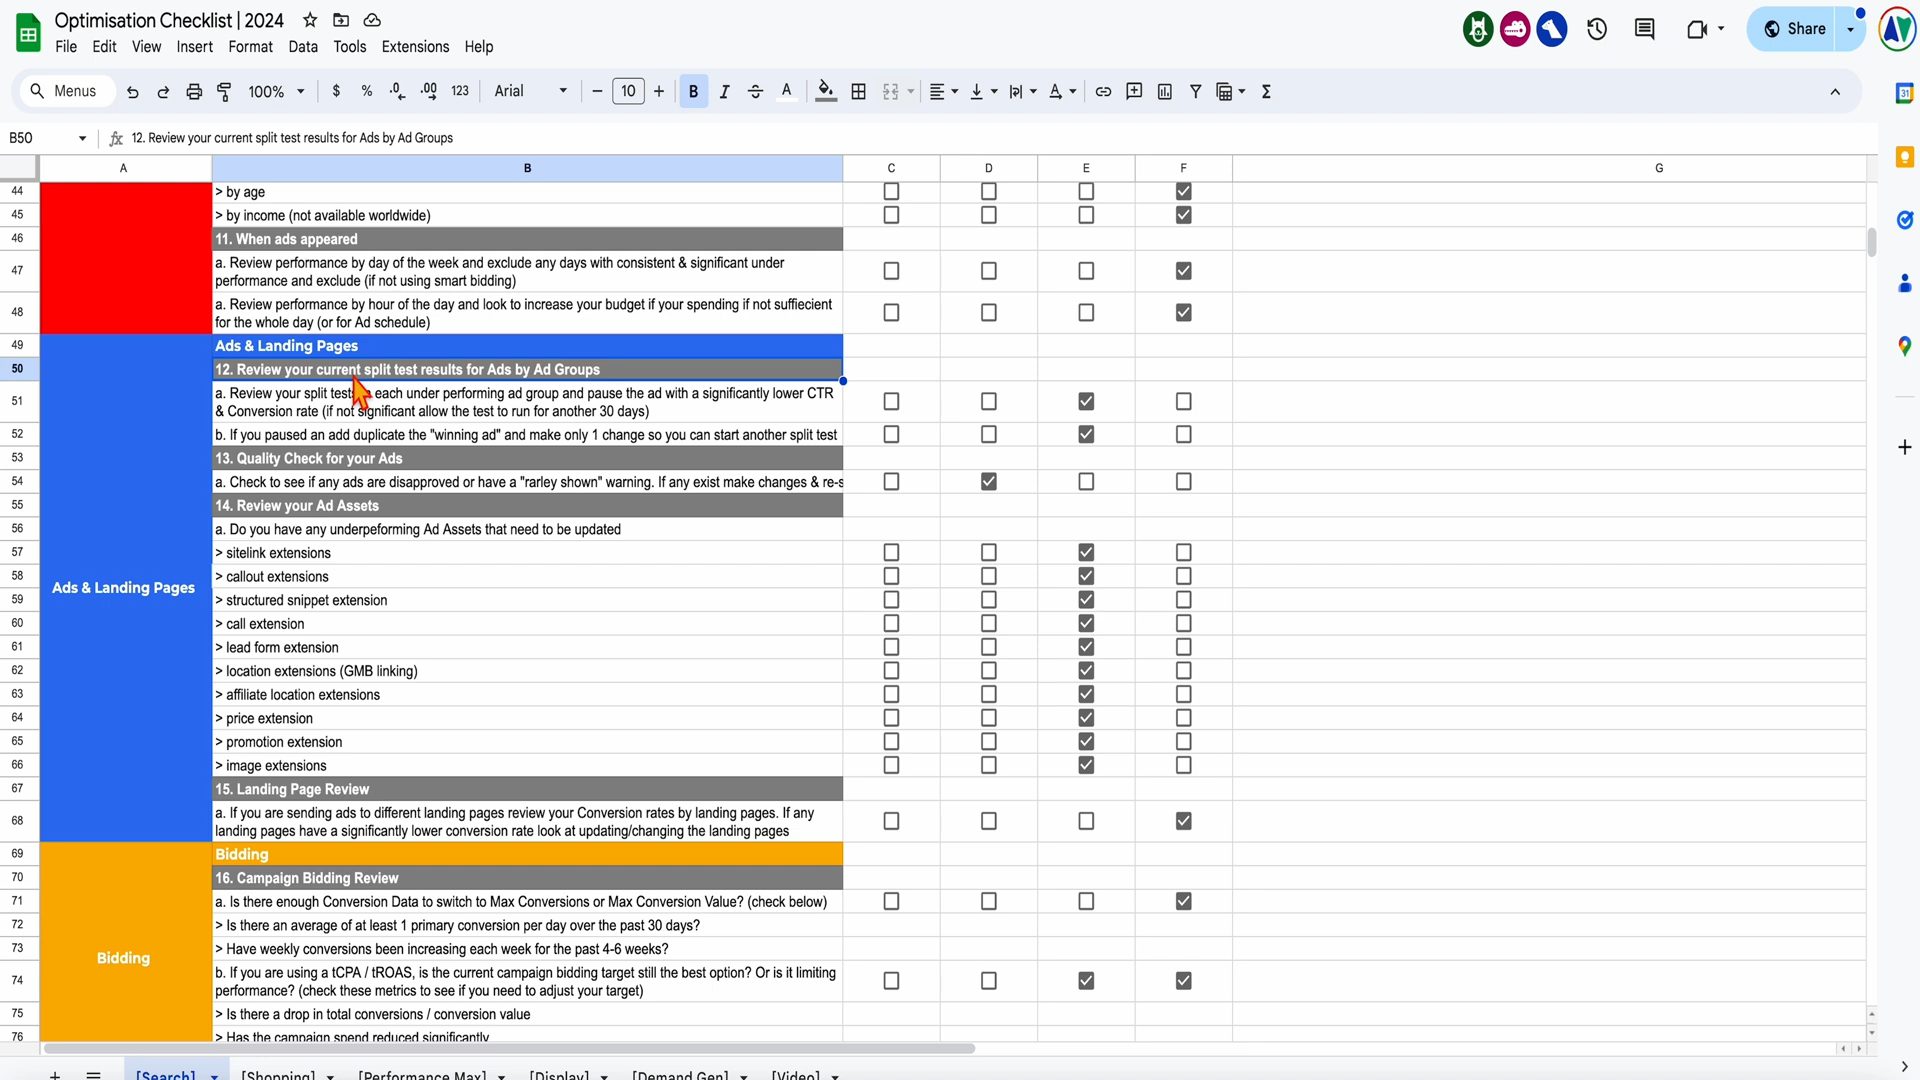 Optimisation Checklist | 2024
File Edit View Insert Format Data Tools Extensions Help
Share
Menus 100% $ % .0 .00 123 Arial 10 B I S A A Σ
31
B50 fx 12. Review your current split test results for Ads by Ad Groups
A B C D E F G
44 > by age
45 > by income (not available worldwide)
46 11. When ads appeared
47 a. Review performance by day of the week and exclude any days with consistent & significant under
performance and exclude (if not using smart bidding)
48 a. Review performance by hour of the day and look to increase your budget if your spending if not suffiecient
for the whole day (or for Ad schedule)
49 Ads & Landing Pages
50 12. Review your current split test results for Ads by Ad Groups
51 a. Review your split tests each under performing ad group and pause the ad with a significantly lower CTR
& Conversion rate (if not significant allow the test to run for another 30 days)
52 b. If you paused an add duplicate the "winning ad" and make only 1 change so you can start another split test
53 13. Quality Check for your Ads
54 a. Check to see if any ads are disapproved or have a "rarley shown" warning. If any exist make changes & re-s
55 14. Review your Ad Assets
56 a. Do you have any underpeforming Ad Assets that need to be updated
57 > sitelink extensions
58 > callout extensions
Ads & Landing Pages
59 > structured snippet extension
60 > call extension
61 > lead form extension
62 > location extensions (GMB linking)
63 > affiliate location extensions
64 > price extension
65 > promotion extension
66 > image extensions
67 15. Landing Page Review
68 a. If you are sending ads to different landing pages review your Conversion rates by landing pages. If any
landing pages have a significantly lower conversion rate look at updating/changing the landing pages
69 Bidding
70 16. Campaign Bidding Review
71 a. Is there enough Conversion Data to switch to Max Conversions or Max Conversion Value? (check below)
72 > Is there an average of at least 1 primary conversion per day over the past 30 days?
73 > Have weekly conversions been increasing each week for the past 4-6 weeks?
Bidding
74 b. If you are using a tCPA / tROAS, is the current campaign bidding target still the best option? Or is it limiting
performance? (check these metrics to see if you need to adjust your target)
75 > Is there a drop in total conversions / conversion value
76 > Has the campaign spend reduced significantly
[Search] [Shopping] [Performance Max] [Display] [Demand Gen] [Video]